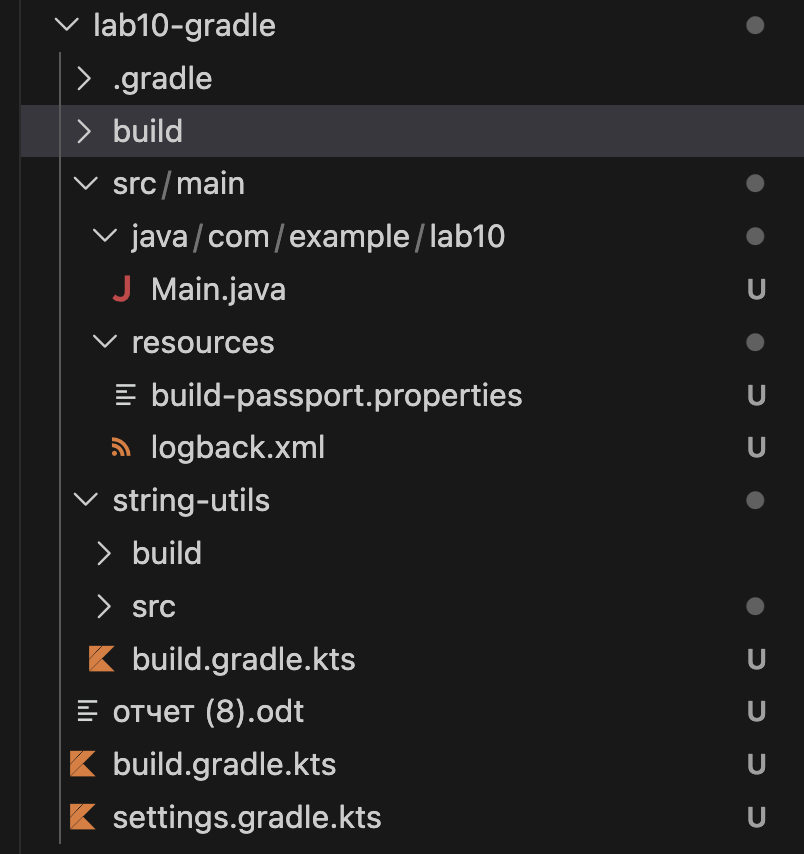 lab10-gradle
.gradle
build
src/main
java/com/example/lab10
Main.java U
resources
build-passport.properties U
logback.xml U
string-utils
build
src
build.gradle.kts U
отчет (8).odt U
build.gradle.kts U
settings.gradle.kts U